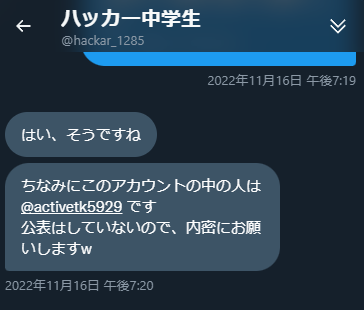 ハッカー中学生
@hackar_1285
2022年11月16日 午後7:19
はい、そうですね
ちなみにこのアカウントの中の人は
@activetk5929 です
公表はしていないので、内密にお願
いしますw
2022年11月16日 午後7:20